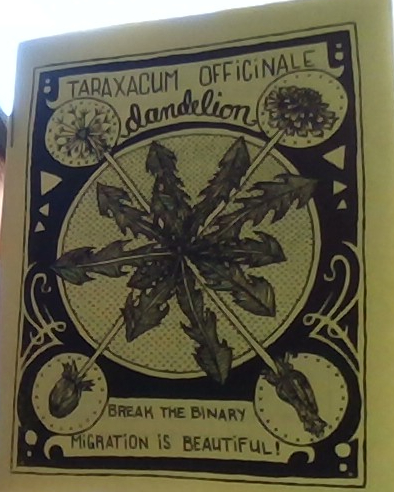 TARAXACUM OFFICINALE
dandelion
BREAK THE BINARY
MIGRATION IS BEAUTIFUL!